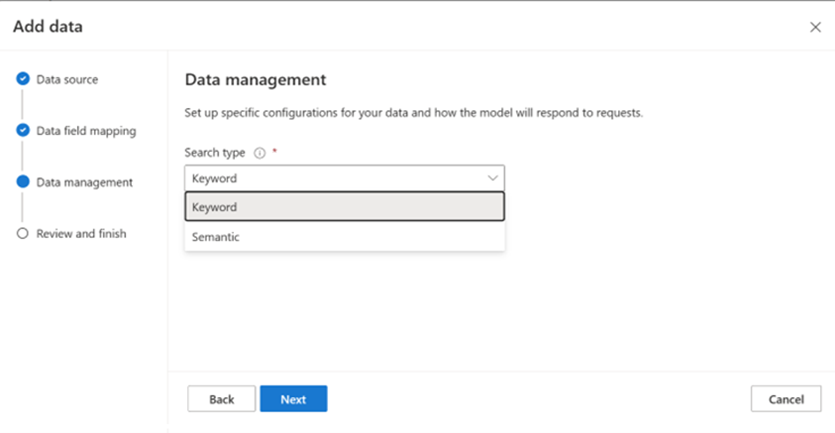 Add data
Data source
Data field mapping
Data management
Review and finish
Data management
Set up specific configurations for your data and how the model will respond to requests.
Search type *
Keyword
Keyword
Semantic
Back
Next
Cancel